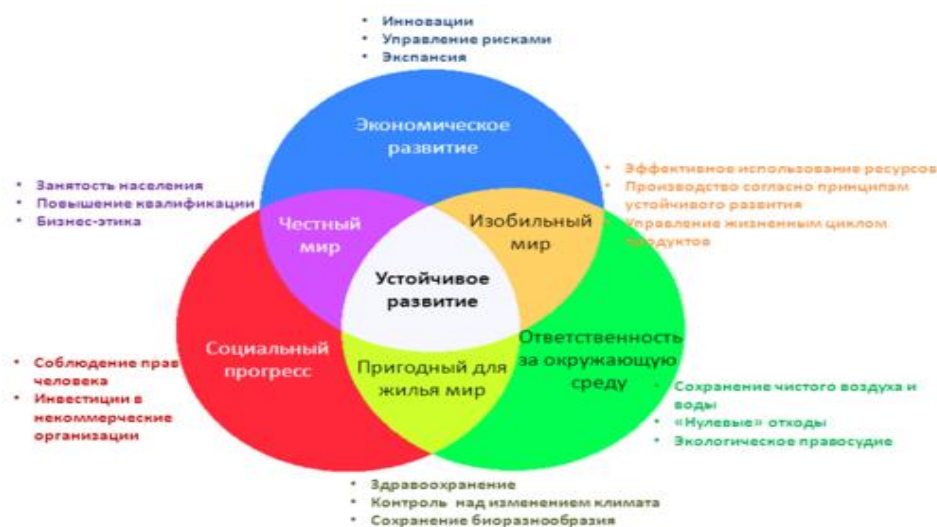 • Инновации
• Управление рисками
• Экспансия
Экономическое
развитие
• Занятость населения
• Повышение квалификации
• Бизнес-этика
• Эффективное использование ресурсов
• Производство согласно принципам
устойчивого развития
• Управление жизненным циклом
продуктов
Честный
мир
Изобильный
мир
Устойчивое
развитие
Социальный
прогресс
Пригодный для
жилья мир
Ответственность
за окружающую
среду
• Соблюдение прав
человека
• Инвестиции в
некоммерческие
организации
• Сохранение чистого воздуха и
воды
• «Нулевые» отходы
• Экологическое правосудие
• Здравоохранение
• Контроль над изменением климата
• Сохранение биоразнообразия